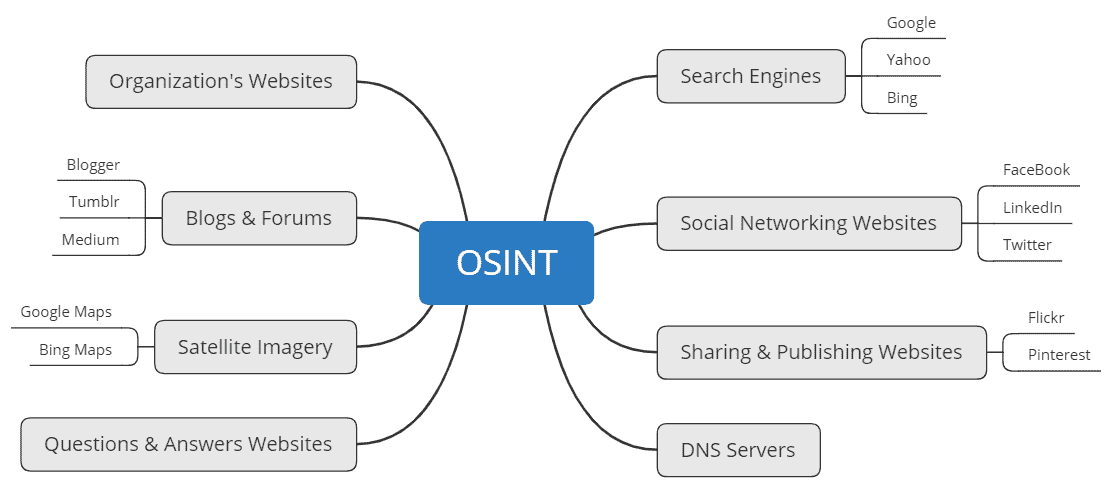 OSINT
Organization's Websites
Blogs & Forums
Blogger
Tumblr
Medium
Satellite Imagery
Google Maps
Bing Maps
Questions & Answers Websites
Search Engines
Google
Yahoo
Bing
Social Networking Websites
FaceBook
LinkedIn
Twitter
Sharing & Publishing Websites
Flickr
Pinterest
DNS Servers